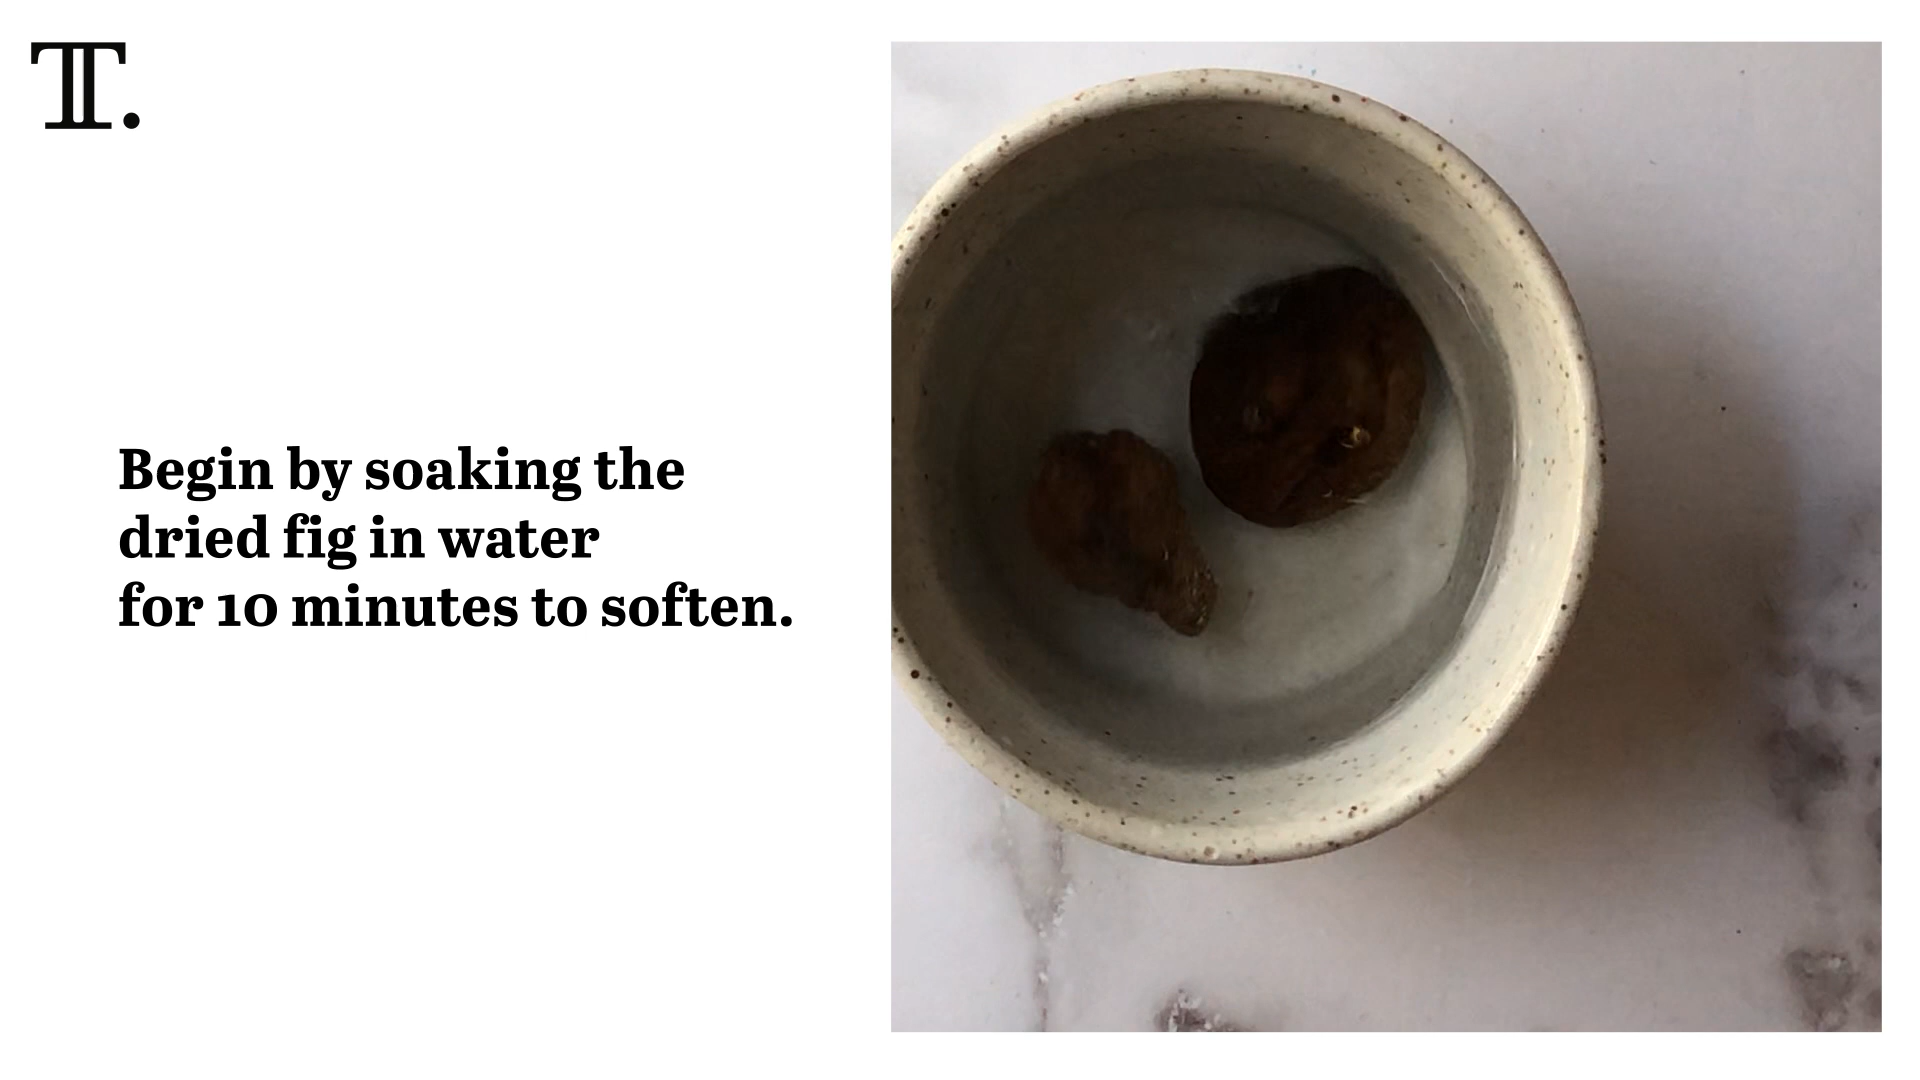 T.
Begin by soaking the
dried fig in water
for 10 minutes to soften.